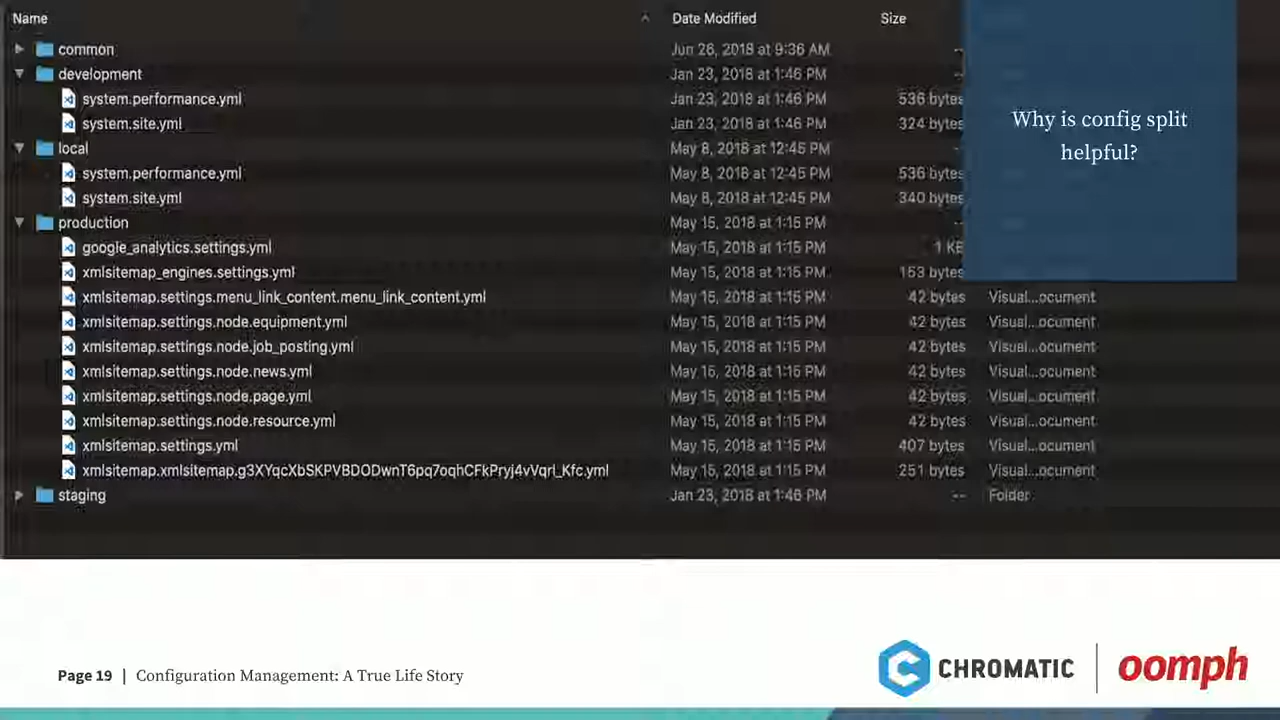 Name Date Modified Size
common Jun 26, 2018 at 9:36 AM --
development Jan 23, 2018 at 1:46 PM --
system.performance.yml Jan 23, 2018 at 1:46 PM 536 bytes
system.site.yml Jan 23, 2018 at 1:46 PM 324 bytes
local May 8, 2018 at 12:45 PM --
system.performance.yml May 8, 2018 at 12:45 PM 536 bytes
system.site.yml May 8, 2018 at 12:45 PM 340 bytes
production May 15, 2018 at 1:15 PM --
google_analytics.settings.yml May 15, 2018 at 1:15 PM 1 KB
xmlsitemap_engines.settings.yml May 15, 2018 at 1:15 PM 153 bytes
xmlsitemap.settings.menu_link_content.menu_link_content.yml May 15, 2018 at 1:15 PM 42 bytes Visual...ocument
xmlsitemap.settings.node.equipment.yml May 15, 2018 at 1:15 PM 42 bytes Visual...ocument
xmlsitemap.settings.node.job_posting.yml May 15, 2018 at 1:15 PM 42 bytes Visual...ocument
xmlsitemap.settings.node.news.yml May 15, 2018 at 1:15 PM 42 bytes Visual...ocument
xmlsitemap.settings.node.page.yml May 15, 2018 at 1:15 PM 42 bytes Visual...ocument
xmlsitemap.settings.node.resource.yml May 15, 2018 at 1:15 PM 42 bytes Visual...ocument
xmlsitemap.settings.yml May 15, 2018 at 1:15 PM 407 bytes Visual...ocument
May 15, 2018 at 1:15 PM 251 bytes Visual...ocument
staging Jan 23, 2018 at 1:46 PM -- Folder
Why is config split
helpful?
Page 19 | Configuration Management: A True Life Story
CHROMATIC | oomph